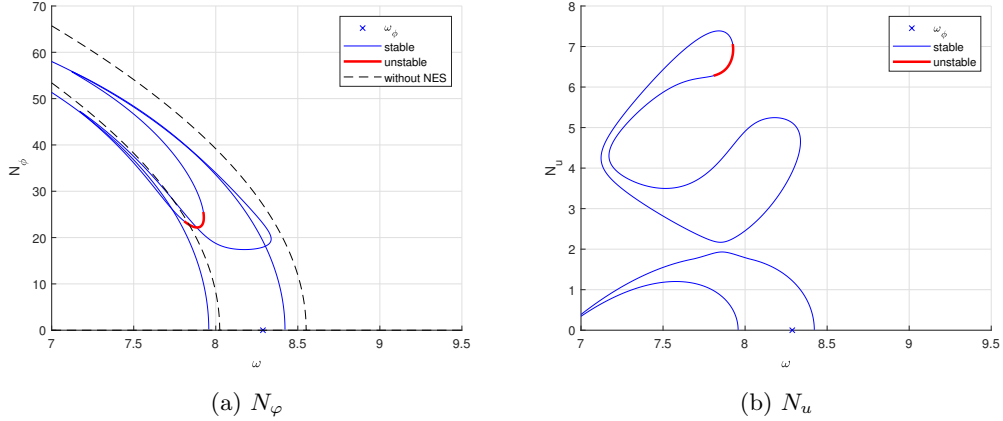 70
60
50
40
30
20
10
0
N_ϕ
7
7.5
8
8.5
9
9.5
ω
ω_ϕ
stable
unstable
without NES
(a) N_φ
8
7
6
5
4
3
2
1
0
N_u
7
7.5
8
8.5
9
9.5
ω
ω_ϕ
stable
unstable
(b) N_u